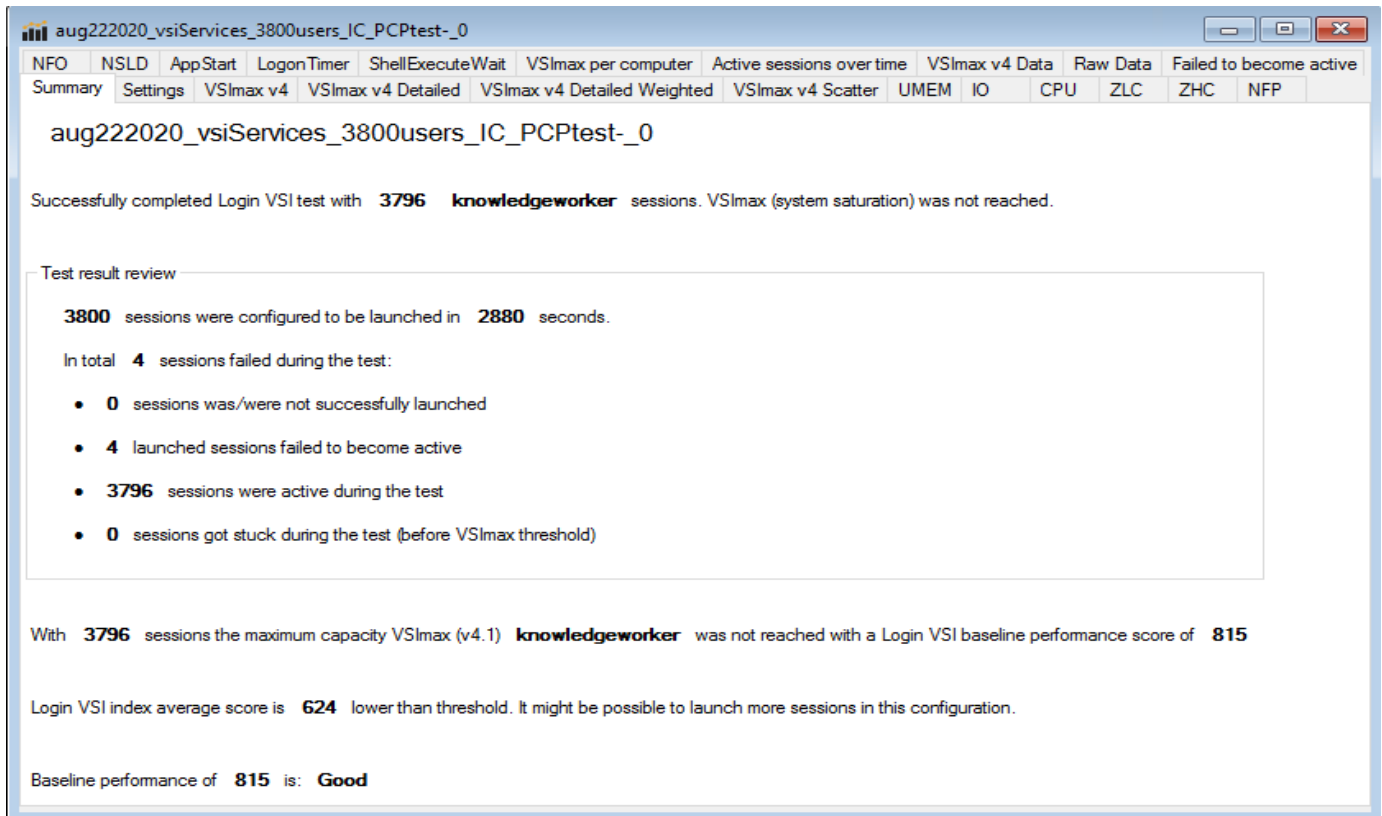 aug222020_vsiServices_3800users_IC_PCPtest-_0
NFO NSLD AppStart LogonTimer ShellExecuteWait VSImax per computer Active sessions over time VSImax v4 Data Raw Data Failed to become active
Summary Settings VSImax v4 VSImax v4 Detailed VSImax v4 Detailed Weighted VSImax v4 Scatter UMEM IO CPU ZLC ZHC NFP
aug222020_vsiServices_3800users_IC_PCPtest-_0
Successfully completed Login VSI test with 3796 knowledgeworker sessions. VSImax (system saturation) was not reached.
Test result review
3800 sessions were configured to be launched in 2880 seconds.
In total 4 sessions failed during the test:
• 0 sessions was/were not successfully launched
• 4 launched sessions failed to become active
• 3796 sessions were active during the test
• 0 sessions got stuck during the test (before VSImax threshold)
With 3796 sessions the maximum capacity VSImax (v4.1) knowledgeworker was not reached with a Login VSI baseline performance score of 815
Login VSI index average score is 624 lower than threshold. It might be possible to launch more sessions in this configuration.
Baseline performance of 815 is: Good